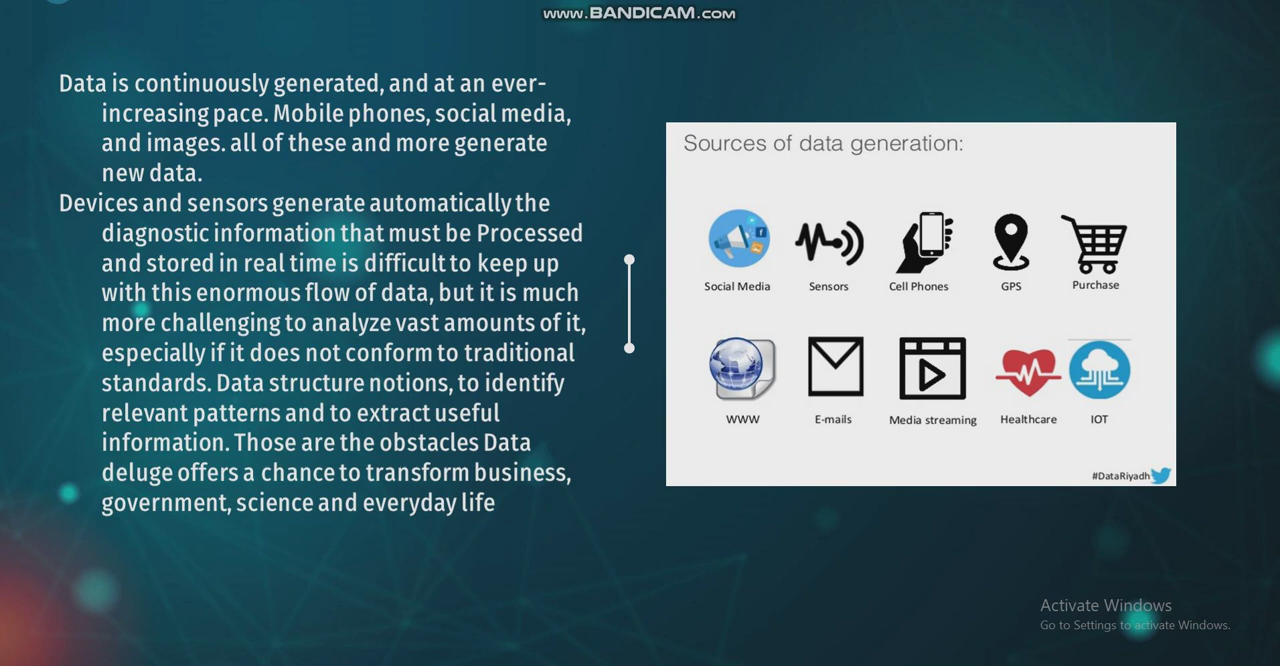 www.BANDICAM.com
Data is continuously generated, and at an ever-
increasing pace. Mobile phones, social media,
and images. all of these and more generate
new data.
Devices and sensors generate automatically the
diagnostic information that must be Processed
and stored in real time is difficult to keep up
with this enormous flow of data, but it is much
more challenging to analyze vast amounts of it,
especially if it does not conform to traditional
standards. Data structure notions, to identify
relevant patterns and to extract useful
information. Those are the obstacles Data
deluge offers a chance to transform business,
government, science and everyday life
Sources of data generation:
Social Media Sensors Cell Phones GPS Purchase
WWW E-mails Media streaming Healthcare IOT
#DataRiyadh
Activate Windows
Go to Settings to activate Windows.